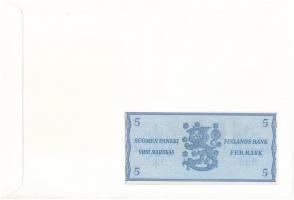 5 5
SUOMEN PANKKI FINLANDS BANK
VIISI MARKKAA FEM MARK
5 5